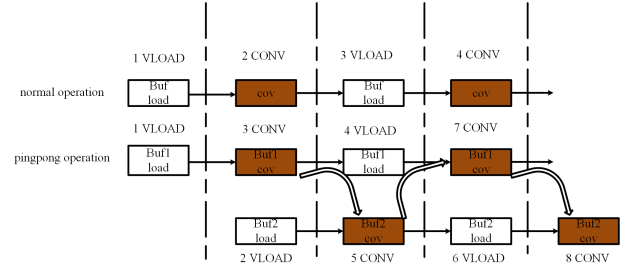 1 VLOAD 2 CONV 3 VLOAD 4 CONV
normal operation Buf load cov Buf load cov
1 VLOAD 3 CONV 4 VLOAD 7 CONV
pingpong operation Buf1 load Buf1 cov Buf1 load Buf1 cov
Buf2 load Buf2 cov Buf2 load Buf2 cov
2 VLOAD 5 CONV 6 VLOAD 8 CONV